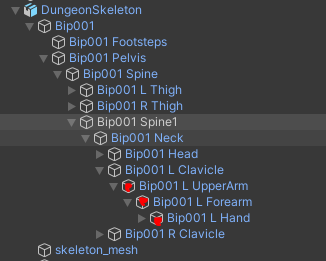 DungeonSkeleton
Bip001
Bip001 Footsteps
Bip001 Pelvis
Bip001 Spine
Bip001 L Thigh
Bip001 R Thigh
Bip001 Spine1
Bip001 Neck
Bip001 Head
Bip001 L Clavicle
Bip001 L UpperArm
Bip001 L Forearm
Bip001 L Hand
Bip001 R Clavicle
skeleton_mesh